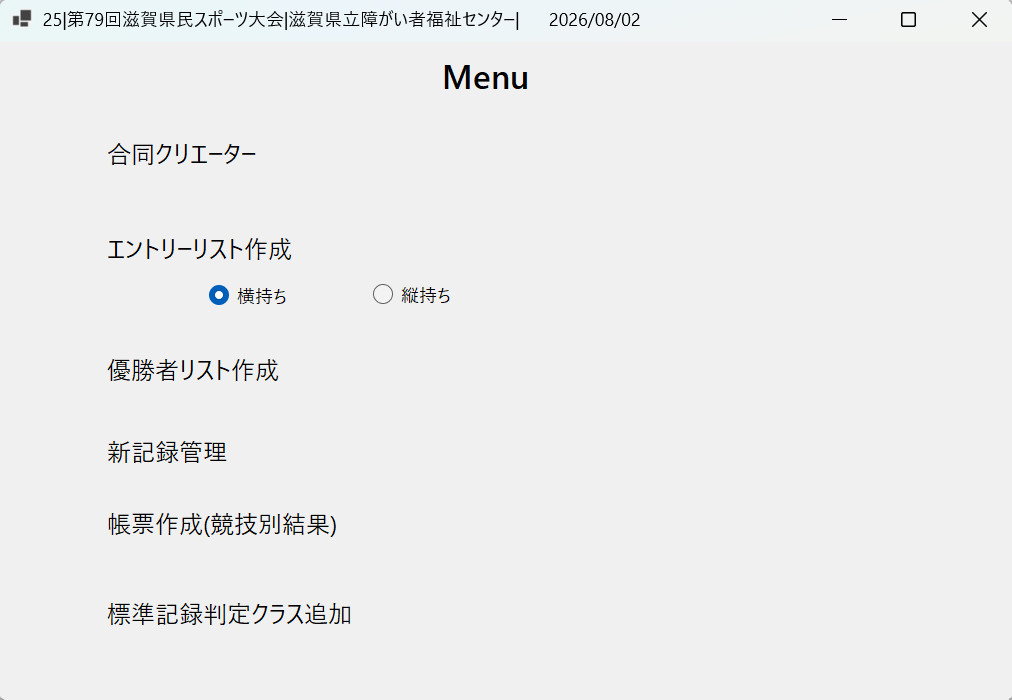 25|第79回滋賀県民スポーツ大会|滋賀県立障がい者福祉センター|　2026/08/02
Menu
合同クリエーター
エントリーリスト作成
横持ち　縦持ち
優勝者リスト作成
新記録管理
帳票作成(競技別結果)
標準記録判定クラス追加